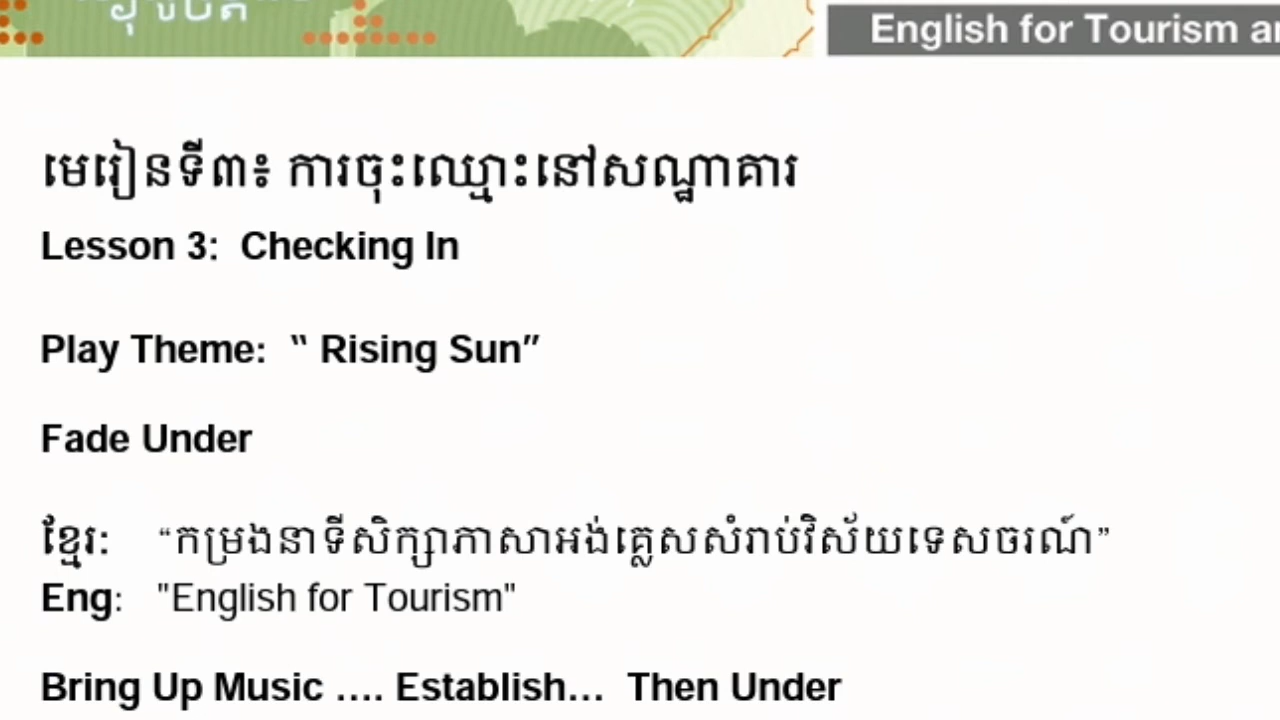 English for Tourism
មេរៀនទី៣៖ ការចុះឈ្មោះនៅសណ្ឋាគារ
Lesson 3: Checking In
Play Theme: “ Rising Sun”
Fade Under
ខ្មែរ: “កម្រងនាទីសិក្សាភាសាអង់គ្លេសសំរាប់វិស័យទេសចរណ៍”
Eng: "English for Tourism"
Bring Up Music .... Establish... Then Under